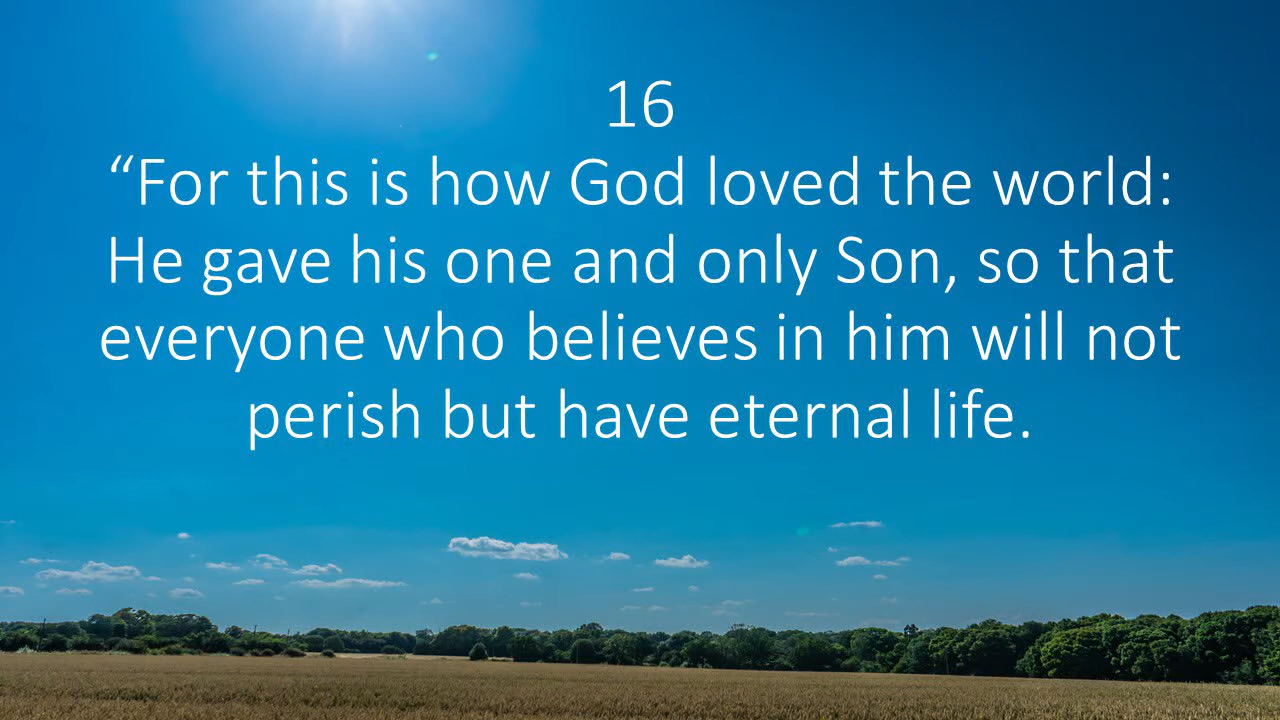 16
“For this is how God loved the world:
He gave his one and only Son, so that
everyone who believes in him will not
perish but have eternal life.